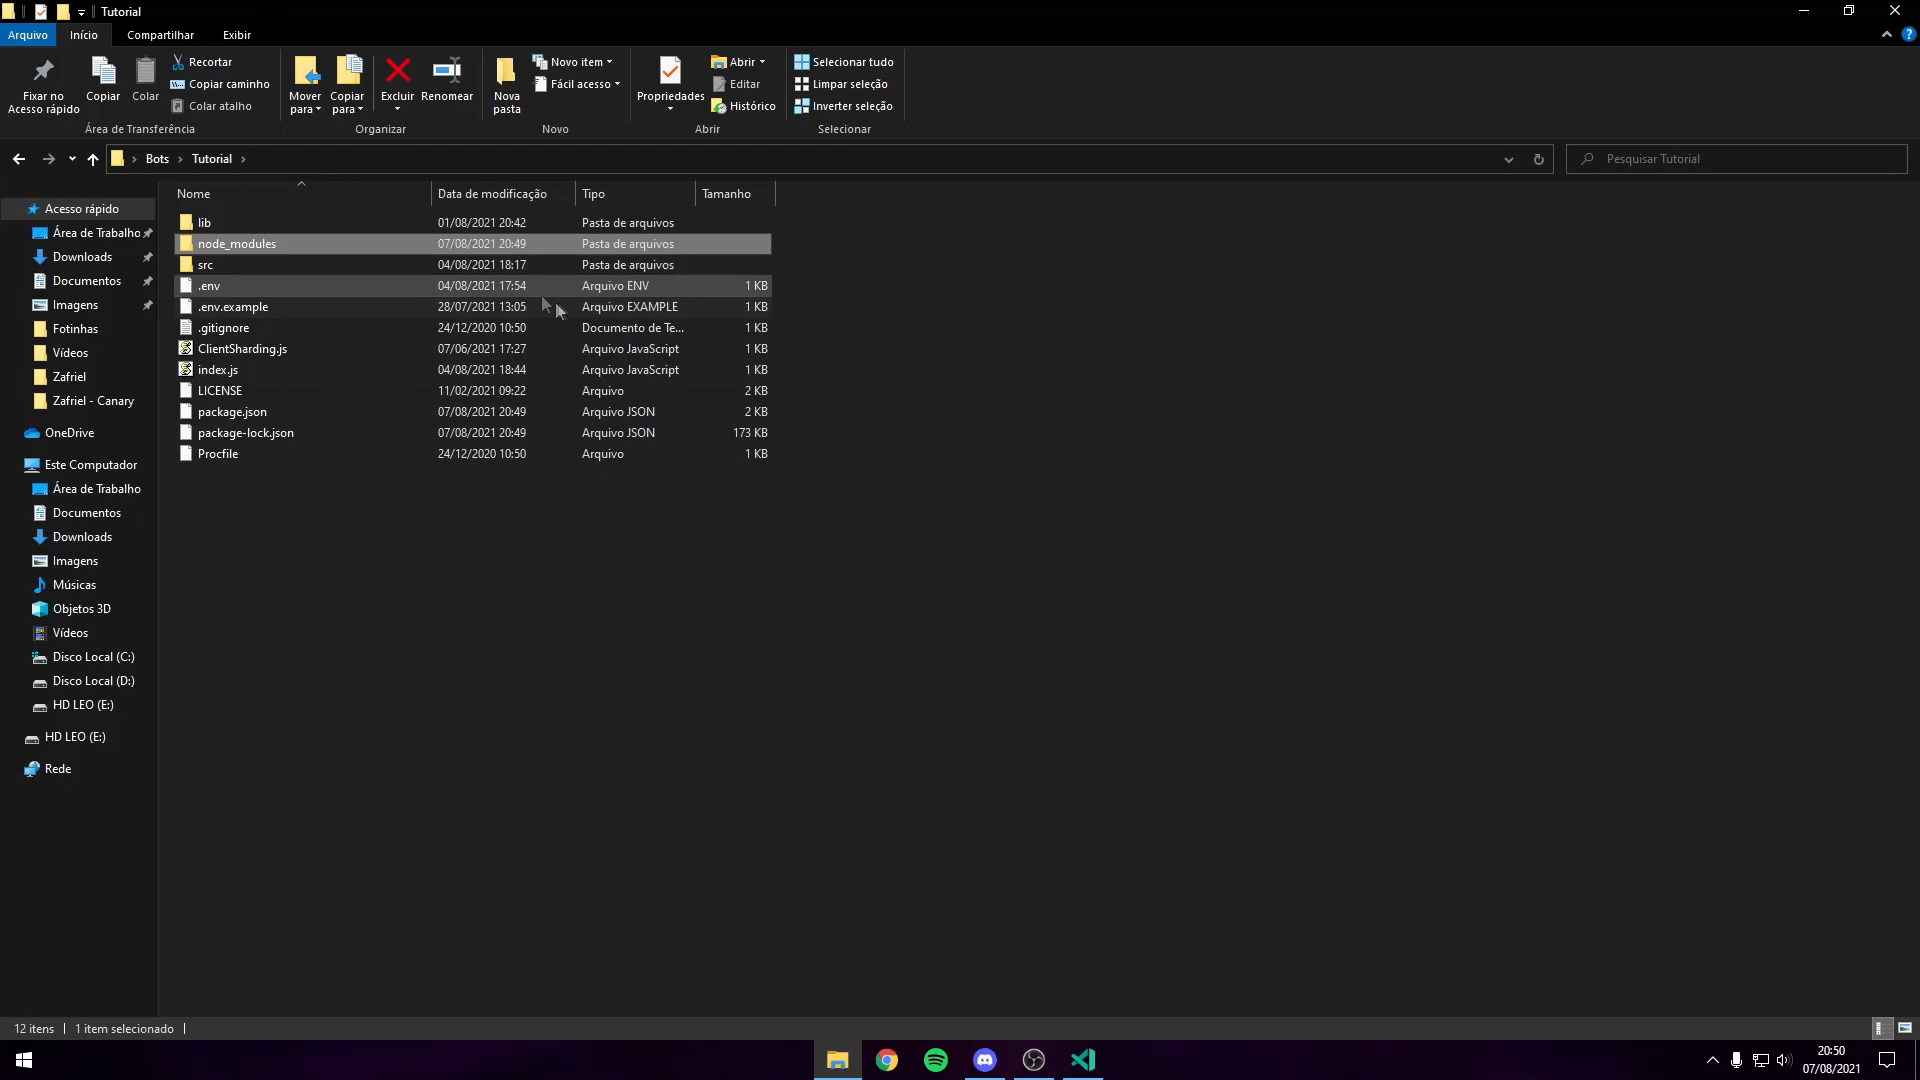 Tutorial
Arquivo Início Compartilhar Exibir
Fixar no Acesso rápido
Copiar
Colar
Recortar
Copiar caminho
Colar atalho
Área de Transferência
Mover para
Copiar para
Excluir
Renomear
Organizar
Nova pasta
Novo item
Fácil acesso
Novo
Propriedades
Abrir
Editar
Histórico
Abrir
Selecionar tudo
Limpar seleção
Inverter seleção
Selecionar
Bots > Tutorial >
Pesquisar Tutorial
Acesso rápido
Área de Trabalho
Downloads
Documentos
Imagens
Fotinhas
Vídeos
Zafriel
Zafriel - Canary
OneDrive
Este Computador
Área de Trabalho
Documentos
Downloads
Imagens
Músicas
Objetos 3D
Vídeos
Disco Local (C:)
Disco Local (D:)
HD LEO (E:)
HD LEO (E:)
Rede
Nome Data de modificação Tipo Tamanho
lib 01/08/2021 20:42 Pasta de arquivos
node_modules 07/08/2021 20:49 Pasta de arquivos
src 04/08/2021 18:17 Pasta de arquivos
.env 04/08/2021 17:54 Arquivo ENV 1 KB
.env.example 28/07/2021 13:05 Arquivo EXAMPLE 1 KB
.gitignore 24/12/2020 10:50 Documento de Te... 1 KB
ClientSharding.js 07/06/2021 17:27 Arquivo JavaScript 1 KB
index.js 04/08/2021 18:44 Arquivo JavaScript 1 KB
LICENSE 11/02/2021 09:22 Arquivo 2 KB
package.json 07/08/2021 20:49 Arquivo JSON 2 KB
package-lock.json 07/08/2021 20:49 Arquivo JSON 173 KB
Procfile 24/12/2020 10:50 Arquivo 1 KB
12 itens | 1 item selecionado |
20:50
07/08/2021